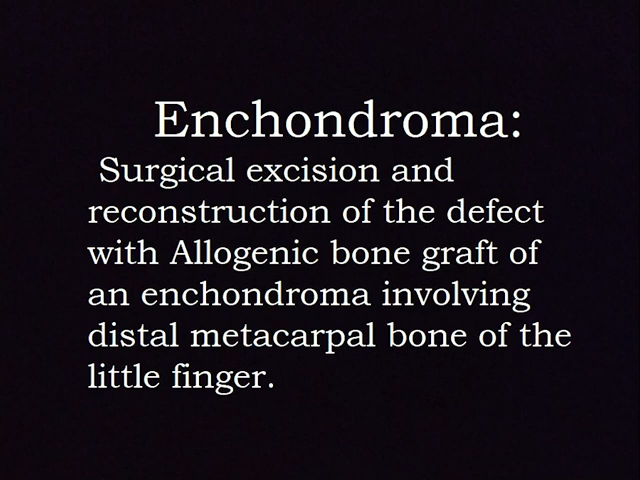 Enchondroma:
Surgical excision and
reconstruction of the defect
with Allogenic bone graft of
an enchondroma involving
distal metacarpal bone of the
little finger.